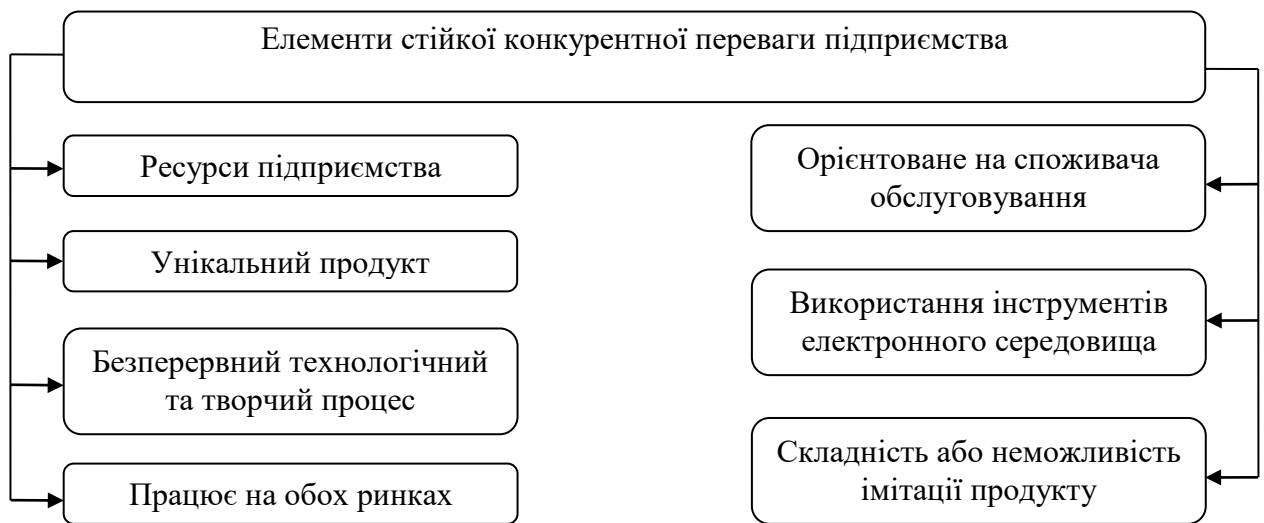 Елементи стійкої конкурентної переваги підприємства
Ресурси підприємства
Унікальний продукт
Безперервний технологічний
та творчий процес
Працює на обох ринках
Орієнтоване на споживача
обслуговування
Використання інструментів
електронного середовища
Складність або неможливість
імітації продукту